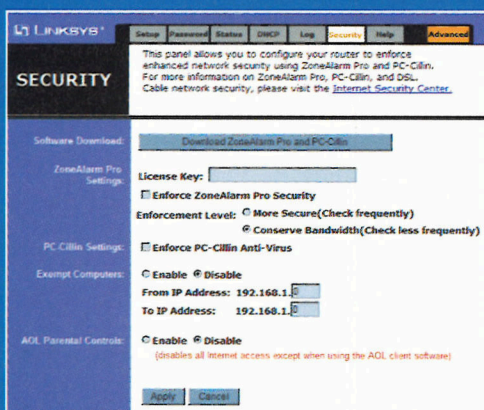 LINKSYS®
Setup Password Status DHCP Log Security Help Advanced
SECURITY
This panel allows you to configure your router to enforce
enhanced network security using ZoneAlarm Pro and PC-Cillin.
For more information on ZoneAlarm Pro, PC-Cillin, and DSL.
Cable network security, please visit the Internet Security Center.
Software Download: Download ZoneAlarm Pro and PC-Cillin
ZoneAlarm Pro
Settings:
License Key:
Enforce ZoneAlarm Pro Security
Enforcement Level: More Secure(Check frequently)
Conserve Bandwidth(Check less frequently)
PC-Cillin Settings: Enforce PC-Cillin Anti-Virus
Exempt Computers: Enable Disable
From IP Address: 192.168.1.0
To IP Address: 192.168.1.0
AOL Parental Controls: Enable Disable
(disables all Internet access except when using the AOL client software)
Apply Cancel